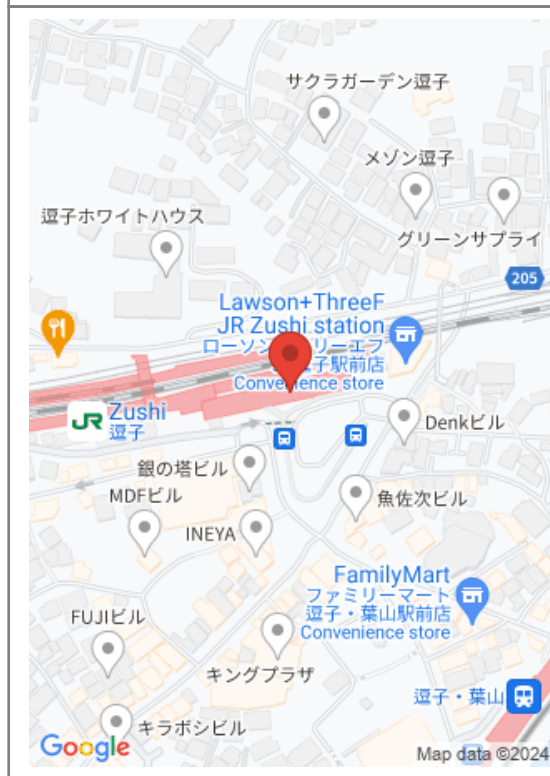 サクラガーデン逗子
メゾン逗子
逗子ホワイトハウス
グリーンサプライ
205
Lawson+ThreeF
JR Zushi station
ローソン リーエフ
逗子駅前店
Convenience store
JR
Zushi
逗子
Denkビル
銀の塔ビル
MDFビル
魚佐次ビル
INEYA
FamilyMart
ファミリーマート
逗子・葉山駅前店
Convenience store
FUJIビル
キングプラザ
逗子・葉山
キラボシビル
Google
Map data ©2024